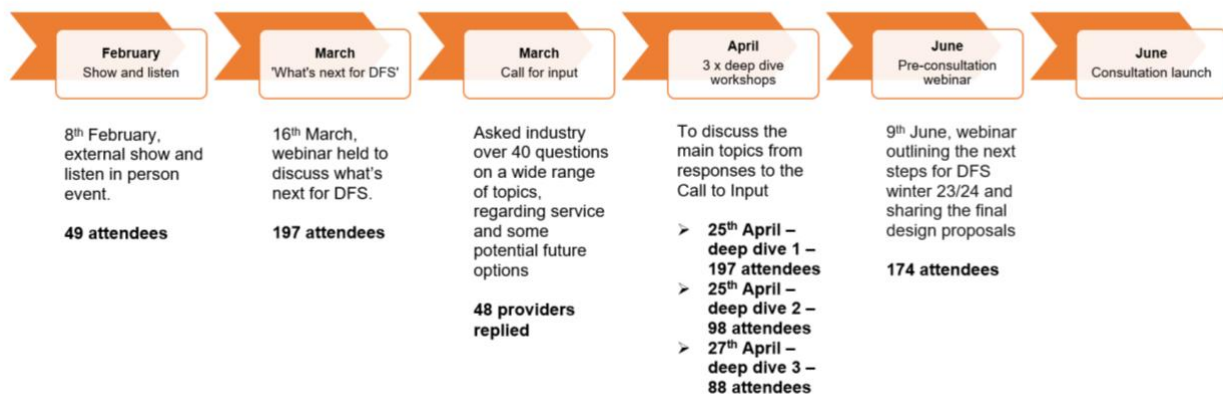 February
Show and listen
March
'What's next for DFS'
March
Call for input
April
3 x deep dive
workshops
June
Pre-consultation
webinar
June
Consultation launch
8th February,
external show and
listen in person
event.
49 attendees
16th March,
webinar held to
discuss what's
next for DFS.
197 attendees
Asked industry
over 40 questions
on a wide range
of topics,
regarding service
and some
potential future
options
48 providers
replied
To discuss the
main topics from
responses to the
Call to Input
➢ 25th April –
deep dive 1 –
197 attendees
➢ 25th April –
deep dive 2 –
98 attendees
➢ 27th April –
deep dive 3 –
88 attendees
9th June, webinar
outlining the next
steps for DFS
winter 23/24 and
sharing the final
design proposals
174 attendees